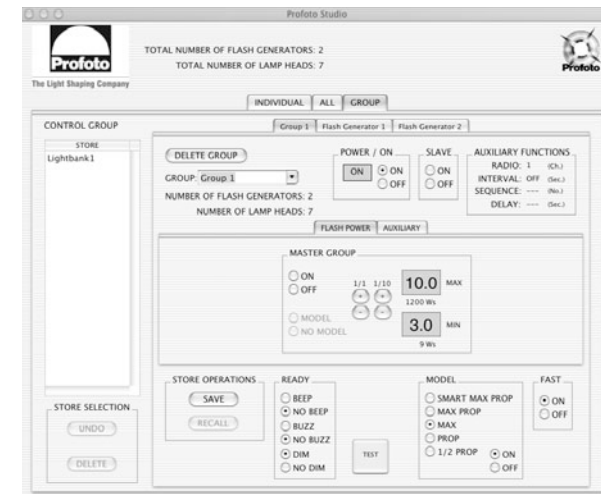 Profoto Studio
Profoto
The Light Shaping Company
TOTAL NUMBER OF FLASH GENERATORS: 2
TOTAL NUMBER OF LAMP HEADS: 7
Profoto
INDIVIDUAL ALL GROUP
CONTROL GROUP
STORE
Lightbank1
STORE SELECTION
UNDO
DELETE
Group 1 Flash Generator 1 Flash Generator 2
DELETE GROUP
GROUP: Group 1
NUMBER OF FLASH GENERATORS: 2
NUMBER OF LAMP HEADS: 7
POWER / ON
ON
ON
OFF
SLAVE
ON
OFF
AUXILIARY FUNCTIONS
RADIO: 1 (Ch.)
INTERVAL: OFF (Sec.)
SEQUENCE: --- (No.)
DELAY: --- (Sec.)
FLASH POWER AUXILIARY
MASTER GROUP
ON
OFF
MODEL
NO MODEL
1/1 1/10
+ +
- -
10.0 MAX
1200 Ws
3.0 MIN
9 Ws
STORE OPERATIONS
SAVE
RECALL
READY
BEEP
NO BEEP
BUZZ
NO BUZZ
DIM
NO DIM
TEST
MODEL
SMART MAX PROP
MAX PROP
MAX
PROP
1/2 PROP
ON
OFF
FAST
ON
OFF